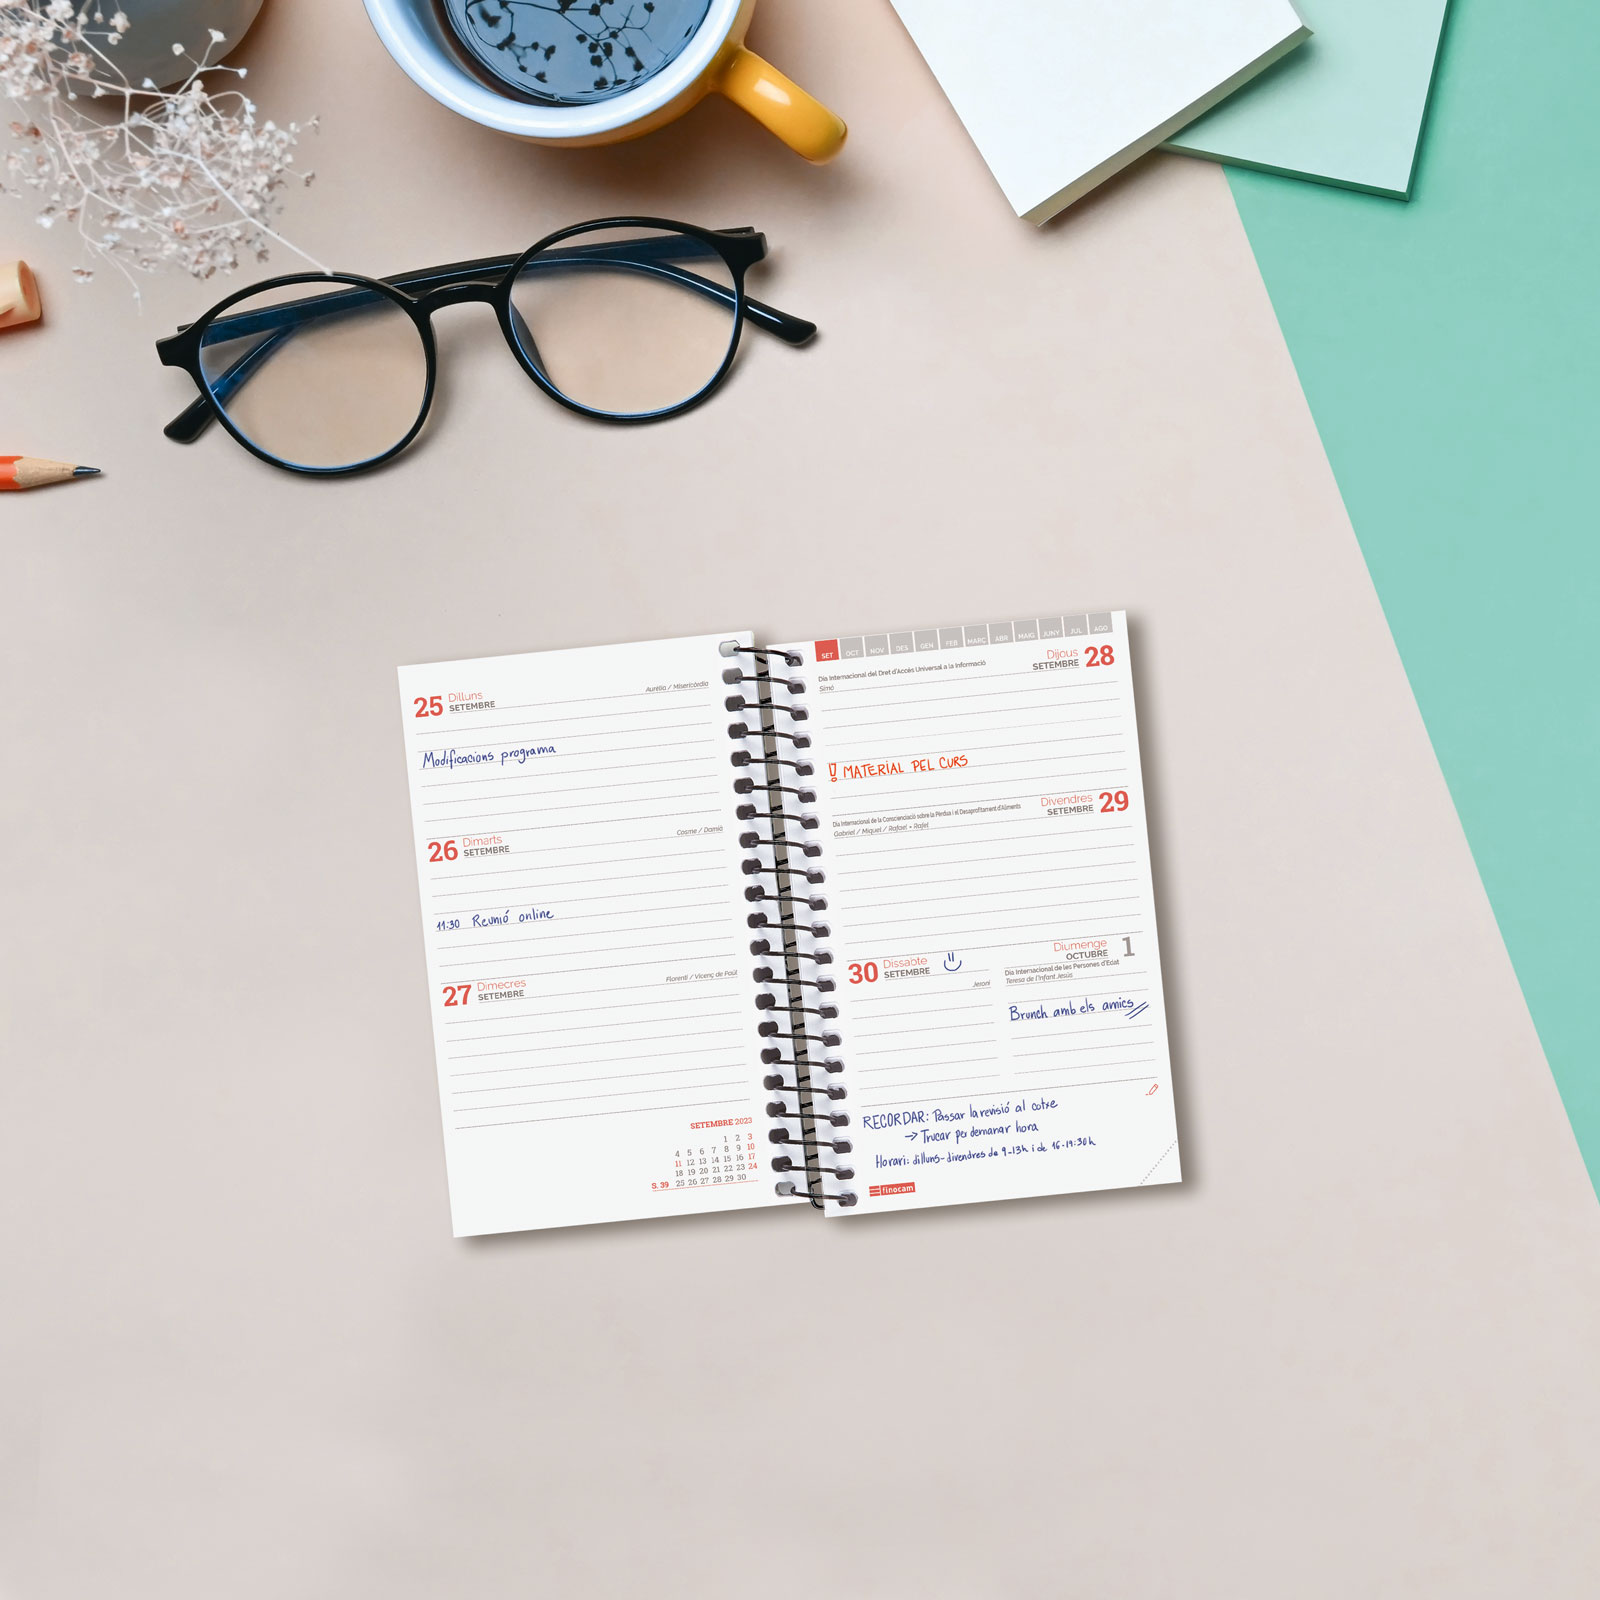 25 Dilluns
SETEMBRE
Aurèlia / Misericòrdia
Modificacions programa
26 Dimarts
SETEMBRE
Cosme / Damià
11:30 Reunió online
27 Dimecres
SETEMBRE
Florentí / Vicenç de Paül
SETEMBRE 2023
1 2 3
4 5 6 7 8 9 10
11 12 13 14 15 16 17
18 19 20 21 22 23 24
S. 39 25 26 27 28 29 30
SET OCT NOV DES GEN FEB MARÇ ABR MAIG JUNY JUL AGO
Dijous 28
SETEMBRE
Dia Internacional del Dret d'Accés Universal a la Informació
Simó
! MATERIAL PEL CURS
Divendres 29
SETEMBRE
Dia Internacional de la Conscienciació sobre la Pèrdua i el Desaprofitament d'Aliments
Gabriel / Miquel / Rafael • Rafel
30 Dissabte
SETEMBRE
Jeroni
Diumenge 1
OCTUBRE
Dia Internacional de les Persones d'Edat
Teresa de l'Infant Jesús
Brunch amb els amics
RECORDAR: Passar la revisió al cotxe
→ Trucar per demanar hora
Horari: dilluns-divendres de 9-13h i de 16-19:30h
finocam